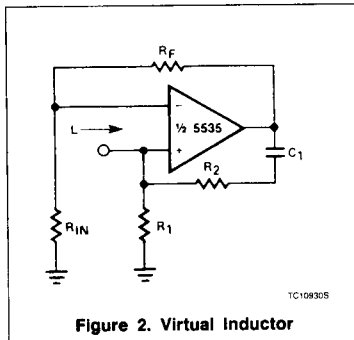 RF
L
−
½ 5535
+
C1
R2
RIN
R1
TC10930S
Figure 2. Virtual Inductor